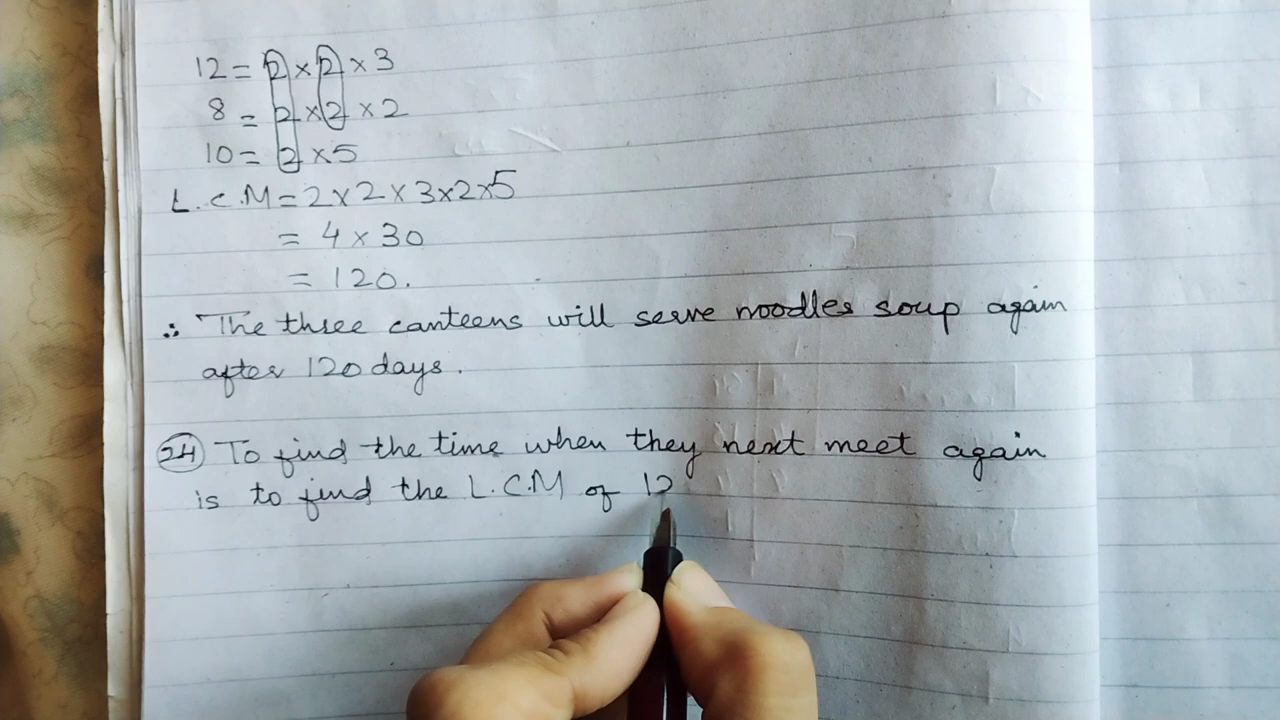 12 = 2 × 2 × 3
8 = 2 × 2 × 2
10 = 2 × 5
L.C.M = 2 × 2 × 3 × 2 × 5
= 4 × 30
= 120.
∴ The three canteens will serve noodles soup again
after 120 days.
24 To find the time when they next meet again
is to find the L.C.M of 12